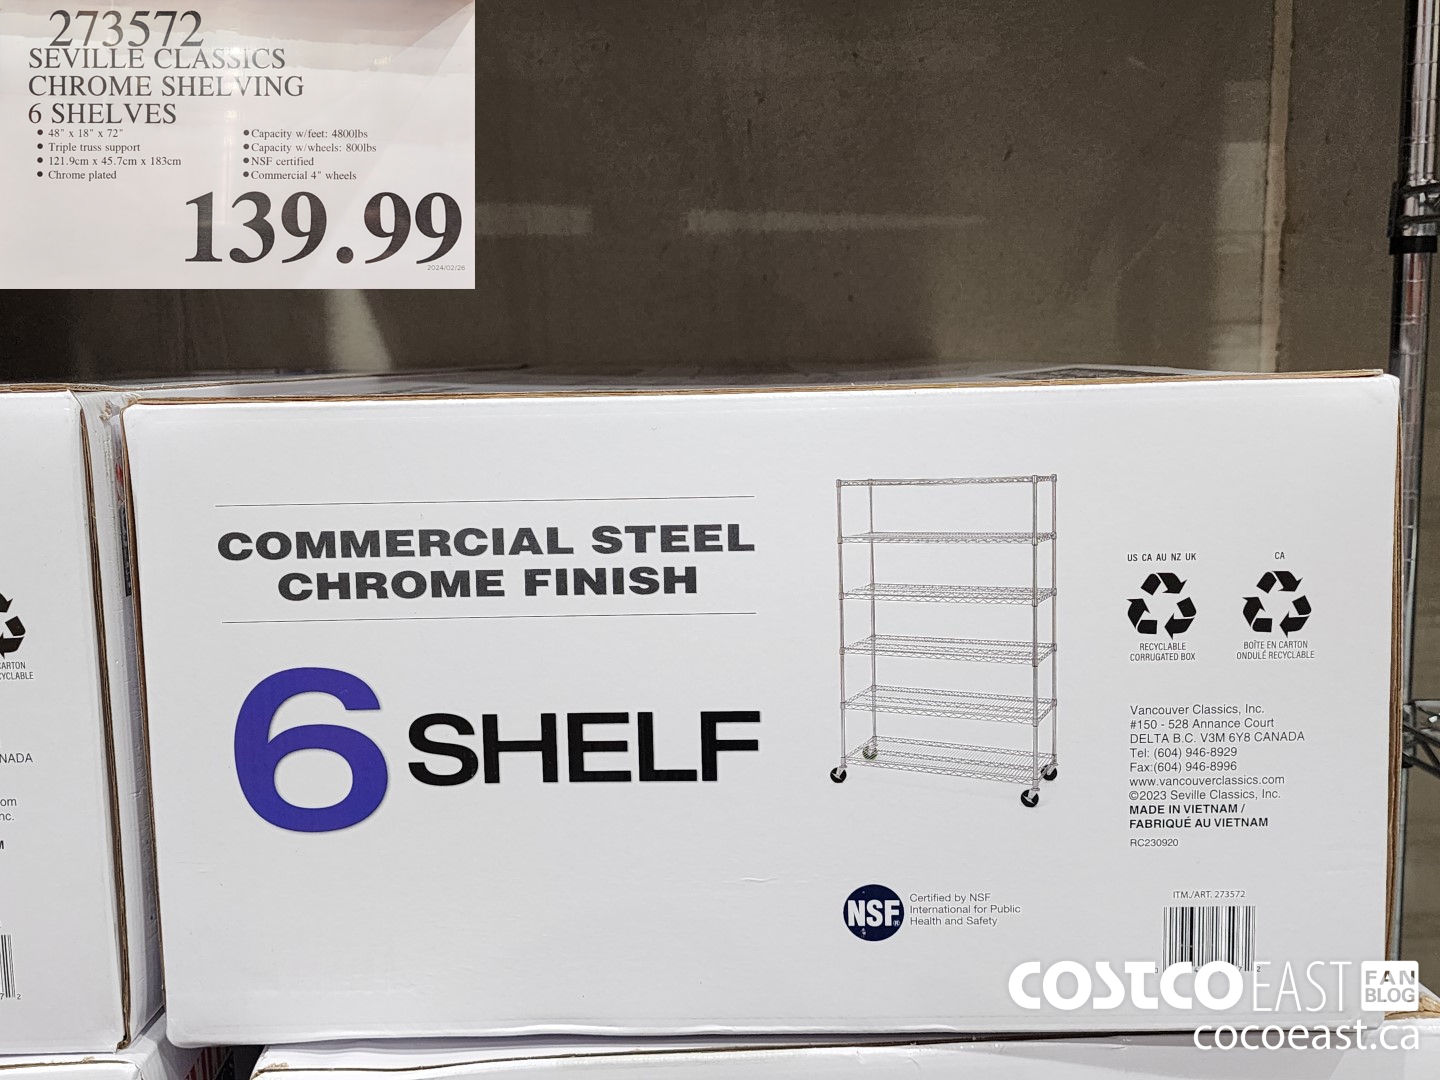 273572
SEVILLE CLASSICS
CHROME SHELVING
6 SHELVES
● 48" x 18" x 72"
● Triple truss support
● 121.9cm x 45.7cm x 183cm
● Chrome plated
● Capacity w/feet: 4800lbs
● Capacity w/wheels: 800lbs
● NSF certified
● Commercial 4" wheels
139.99
2024/02/26
COMMERCIAL STEEL
CHROME FINISH
6 SHELF
US CA AU NZ UK
RECYCLABLE
CORRUGATED BOX
CA
BOÎTE EN CARTON
ONDULÉ RECYCLABLE
Vancouver Classics, Inc.
#150 - 528 Annance Court
DELTA B.C. V3M 6Y8 CANADA
Tel: (604) 946-8929
Fax:(604) 946-8996
www.vancouverclassics.com
©2023 Seville Classics, Inc.
MADE IN VIETNAM /
FABRIQUÉ AU VIETNAM
RC230920
NSF®
Certified by NSF
International for Public
Health and Safety
ITM./ART. 273572
COSTCO EAST FAN BLOG
cocoeast.ca